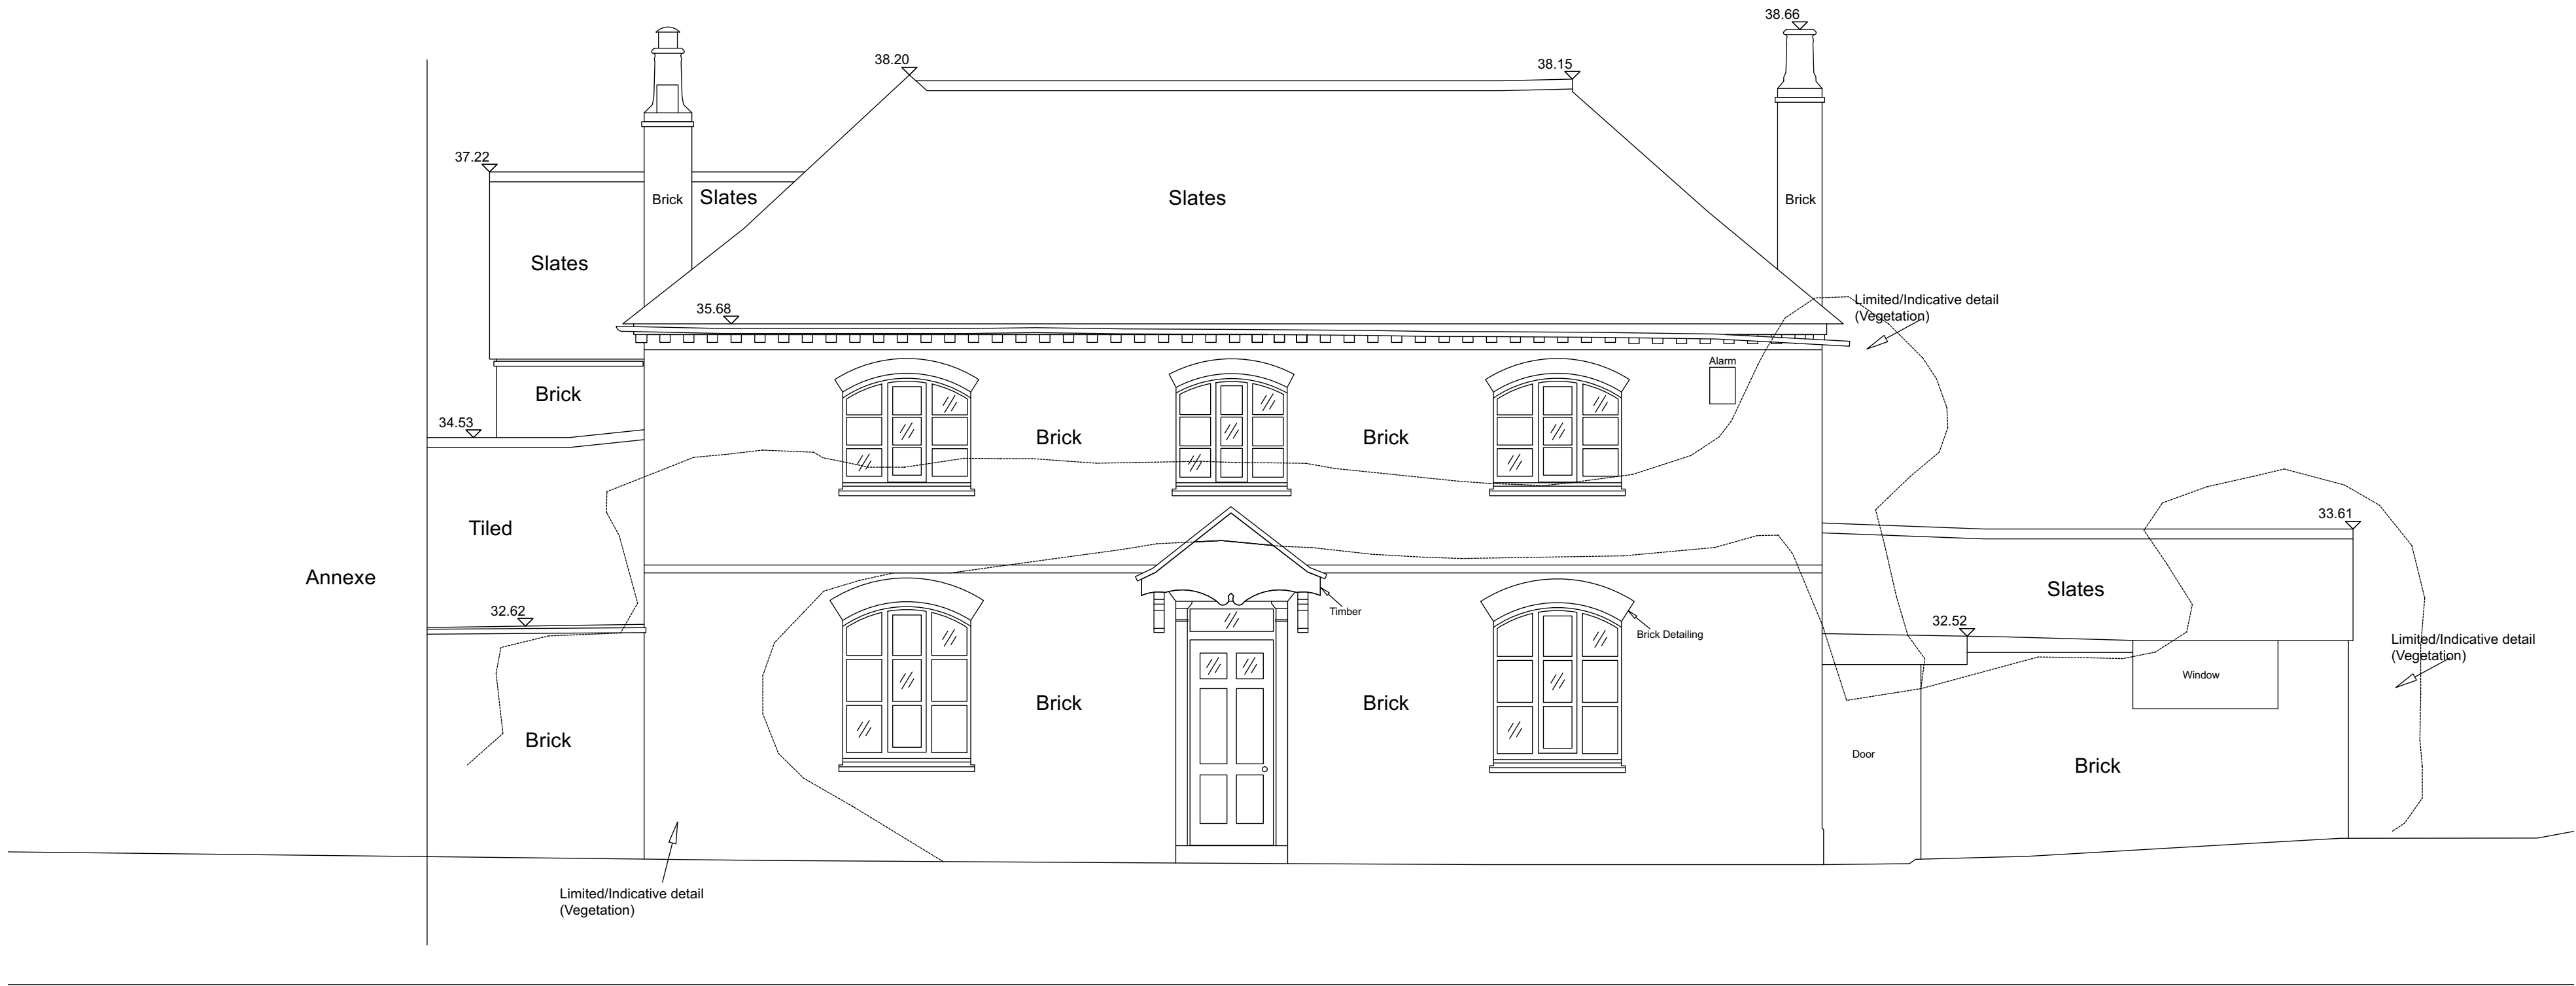 38.66
38.20
38.15
37.22
Brick
Slates
Slates
Brick
Slates
35.68
Limited/Indicative detail
(Vegetation)
Alarm
Brick
34.53
Brick
Brick
Tiled
33.61
Annexe
Slates
32.62
Timber
32.52
Brick Detailing
Limited/Indicative detail
(Vegetation)
Window
Brick
Brick
Brick
Door
Brick
Limited/Indicative detail
(Vegetation)